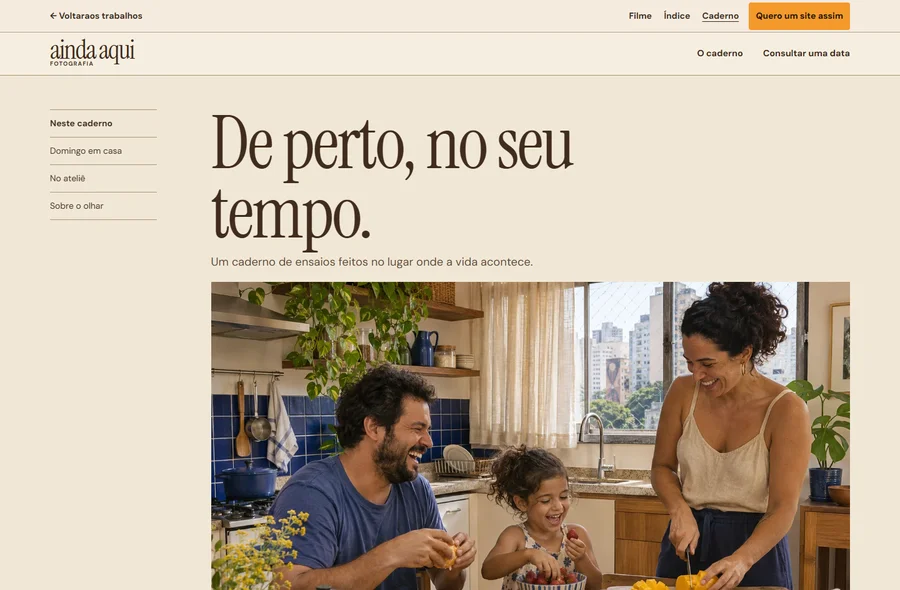 ← Voltaraos trabalhos
Filme Índice Caderno Quero um site assim
ainda aqui
FOTOGRAFIA
O caderno Consultar uma data
Neste caderno
Domingo em casa
No ateliê
Sobre o olhar
De perto, no seu
tempo.
Um caderno de ensaios feitos no lugar onde a vida acontece.